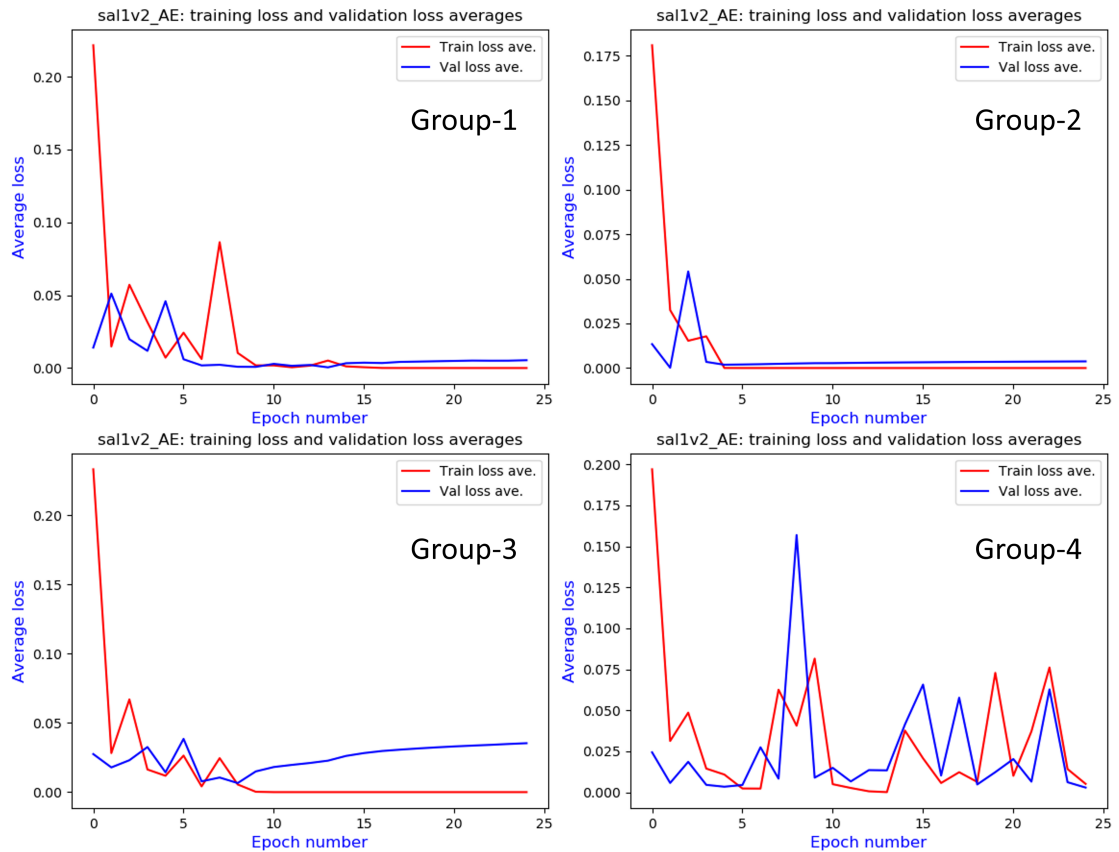 sal1v2_AE: training loss and validation loss averages
Train loss ave.
Val loss ave.
Group-1
Average loss
0.20
0.15
0.10
0.05
0.00
0 5 10 15 20 25
Epoch number
sal1v2_AE: training loss and validation loss averages
Train loss ave.
Val loss ave.
Group-2
Average loss
0.175
0.150
0.125
0.100
0.075
0.050
0.025
0.000
0 5 10 15 20 25
Epoch number
sal1v2_AE: training loss and validation loss averages
Train loss ave.
Val loss ave.
Group-3
Average loss
0.20
0.15
0.10
0.05
0.00
0 5 10 15 20 25
Epoch number
sal1v2_AE: training loss and validation loss averages
Train loss ave.
Val loss ave.
Group-4
Average loss
0.200
0.175
0.150
0.125
0.100
0.075
0.050
0.025
0.000
0 5 10 15 20 25
Epoch number